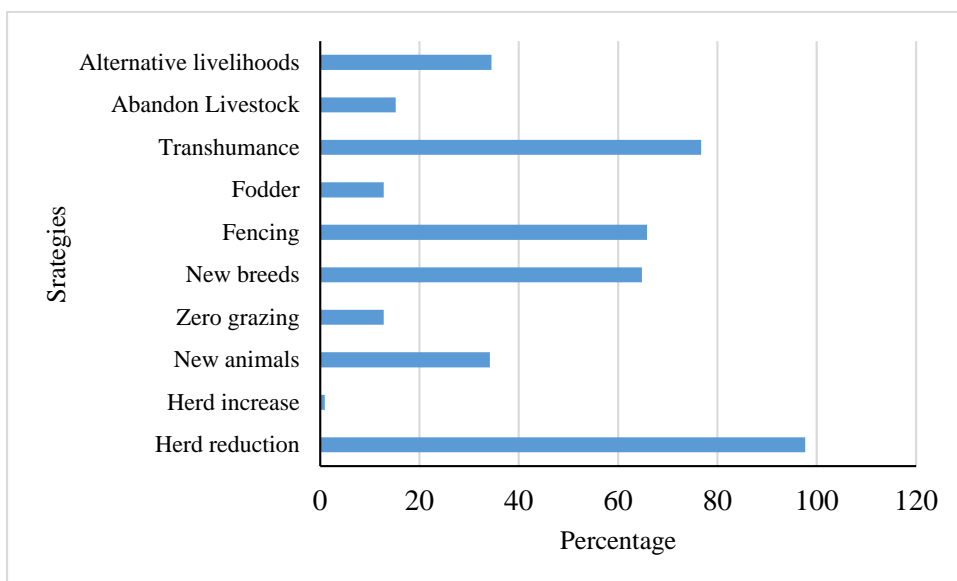 Alternative livelihoods
Abandon Livestock
Transhumance
Fodder
Fencing
New breeds
Zero grazing
New animals
Herd increase
Herd reduction
Srategies
0 20 40 60 80 100 120
Percentage